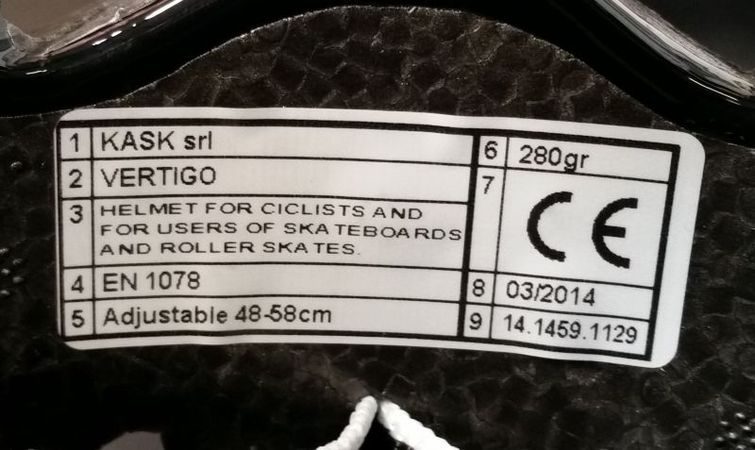 1 KASK srl
2 VERTIGO
3 HELMET FOR CICLISTS AND
FOR USERS OF SKATEBOARDS
AND ROLLER SKATES.
4 EN 1078
5 Adjustable 48-58cm
6 280gr
7 CE
8 03/2014
9 14.1459.1129